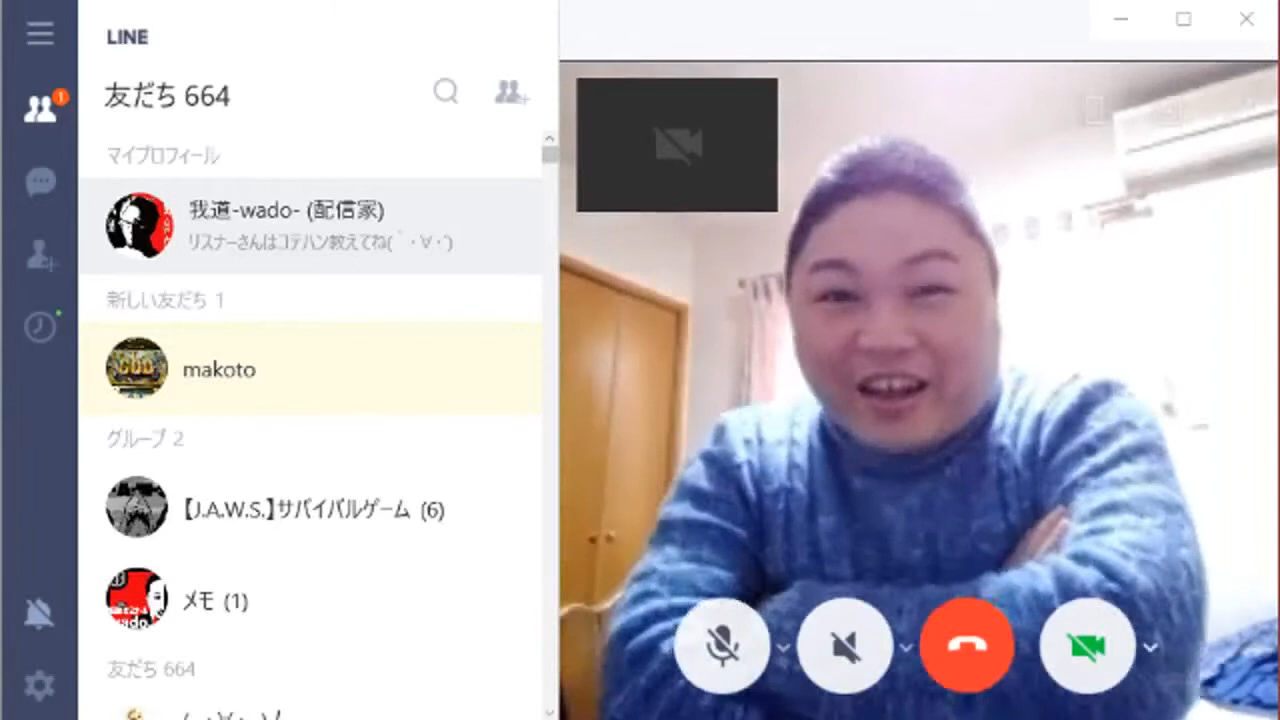 LINE
友だち 664
1
マイプロフィール
我道-wado- (配信家)
リスナーさんはコテハン教えてね(｀・∀・´)
新しい友だち 1
GOD
makoto
グループ 2
【J.A.W.S.】サバイバルゲーム (6)
メモ (1)
友だち 664